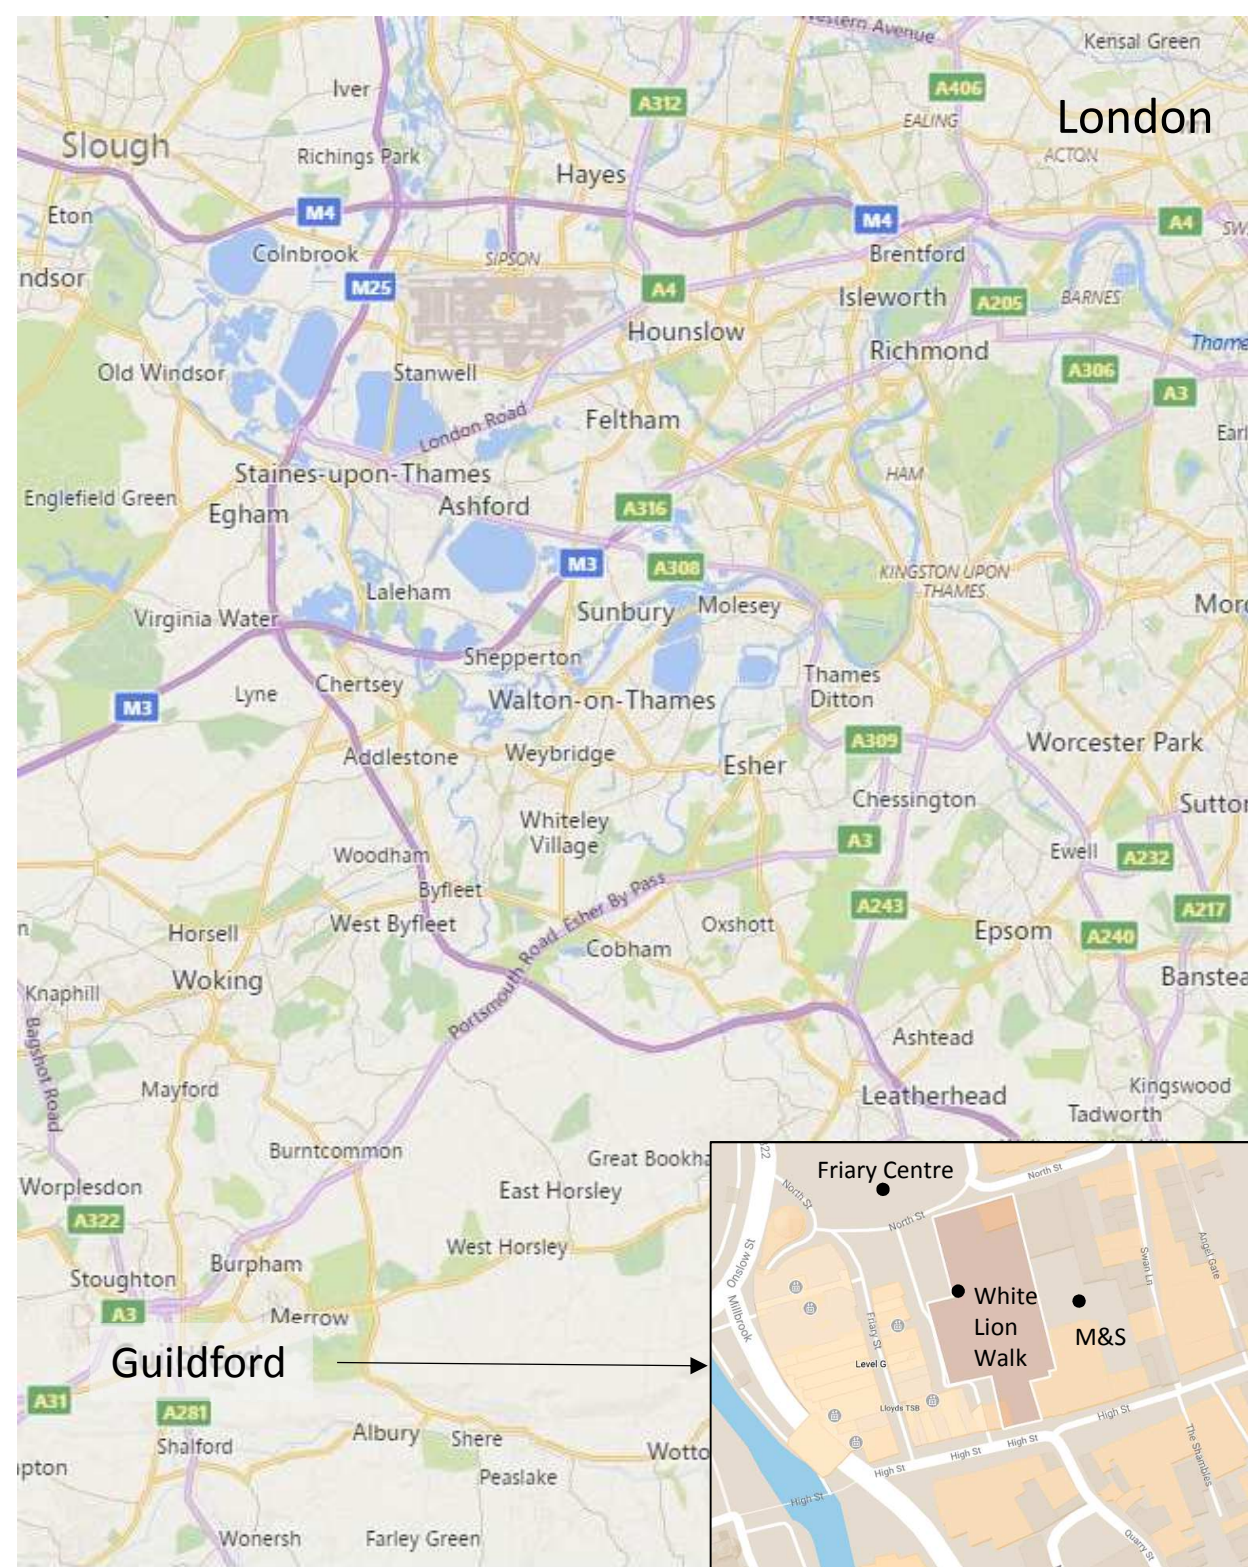 Western Avenue
Kensal Green
Iver
A312
A406
London
EALING
Slough
Richings Park
ACTON
Hayes
Eton
M4
M4
A4
SW
Colnbrook
SIPSON
Brentford
ndsor
M25
A4
Isleworth
A205
BARNES
Hounslow
Richmond
Thame
Old Windsor
Stanwell
A306
A3
London Road
Feltham
Earl
Staines-upon-Thames
HAM
Englefield Green
Egham
Ashford
A316
M3
A308
KINGSTON UPON
THAMES
Laleham
Virginia Water
Sunbury
Molesey
Mord
Shepperton
Lyne
Chertsey
Thames
Ditton
M3
Walton-on-Thames
A309
Worcester Park
Addlestone
Weybridge
Esher
Chessington
Sutton
Whiteley
Village
Woodham
A3
Ewell
A232
Byfleet
Esher By Pass
A243
A217
n
Horsell
West Byfleet
Oxshott
Epsom
A240
Cobham
Woking
Portsmouth Road
Banstea
Knaphill
Bagshot Road
Ashtead
Mayford
Leatherhead
Kingswood
Tadworth
Burntcommon
Great Bookha
Worplesdon
East Horsley
A322
West Horsley
Burpham
Stoughton
A3
Merrow
Guildford
A31
A281
Shalford
Albury
Shere
Wotto
pton
Peaslake
Wonersh
Farley Green
22
Friary Centre
North St
North St
North St
Onslow St
Millbrook
Swan Ln
Angel Gate
White
Lion
Walk
M&S
Friary St
Level G
Lloyds TSB
High St
High St
High St
High St
The Shambles
Quarry St